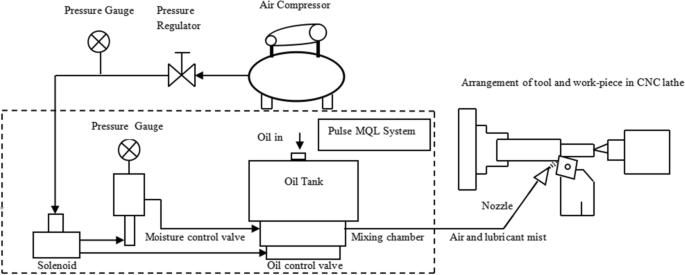 Pressure Gauge
Pressure
Regulator
Air Compressor
Arrangement of tool and work-piece in CNC lathe
Pressure Gauge
Oil in
Pulse MQL System
Oil Tank
Nozzle
Moisture control valve
Mixing chamber
Air and lubricant mist
Solenoid
Oil control valve